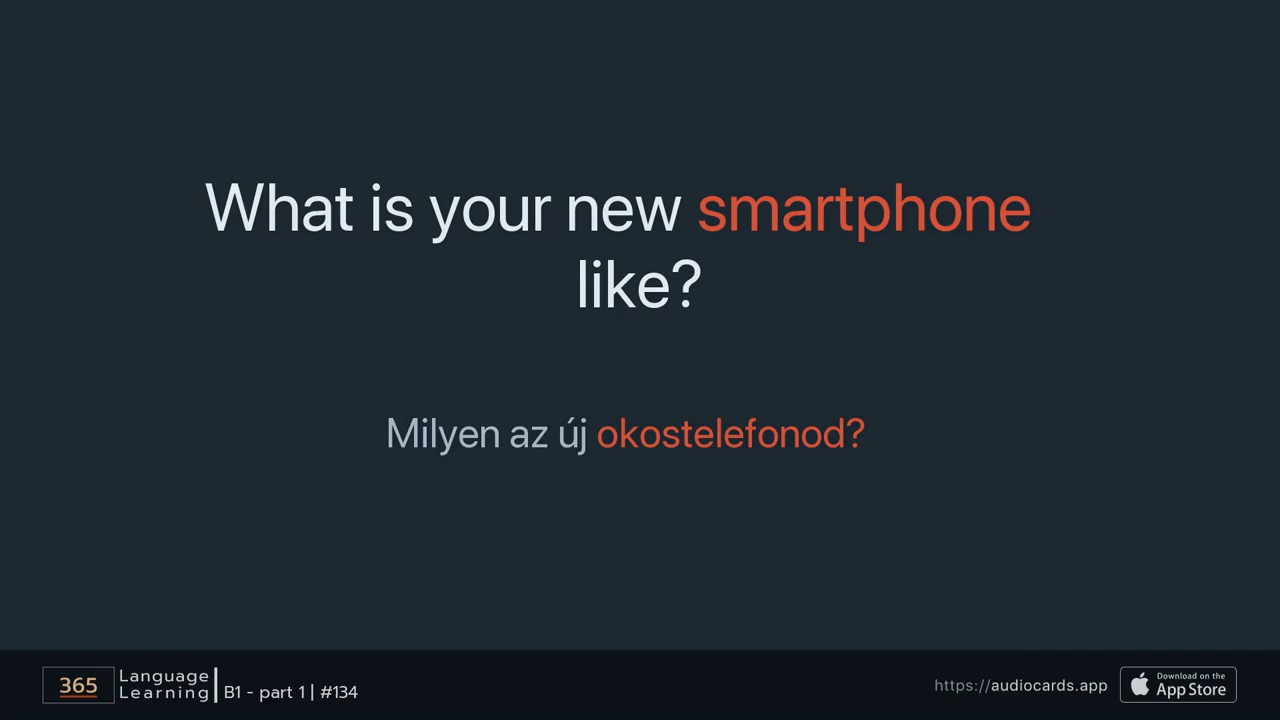 What is your new smartphone
like?
Milyen az új okostelefonod?
365
Language
Learning
B1 - part 1 | #134
https://audiocards.app
Download on the
App Store